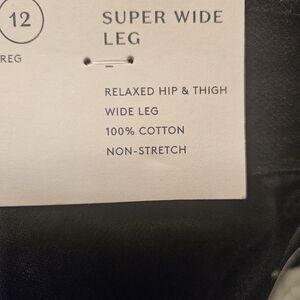 12
REG
SUPER WIDE
LEG
RELAXED HIP & THIGH
WIDE LEG
100% COTTON
NON-STRETCH